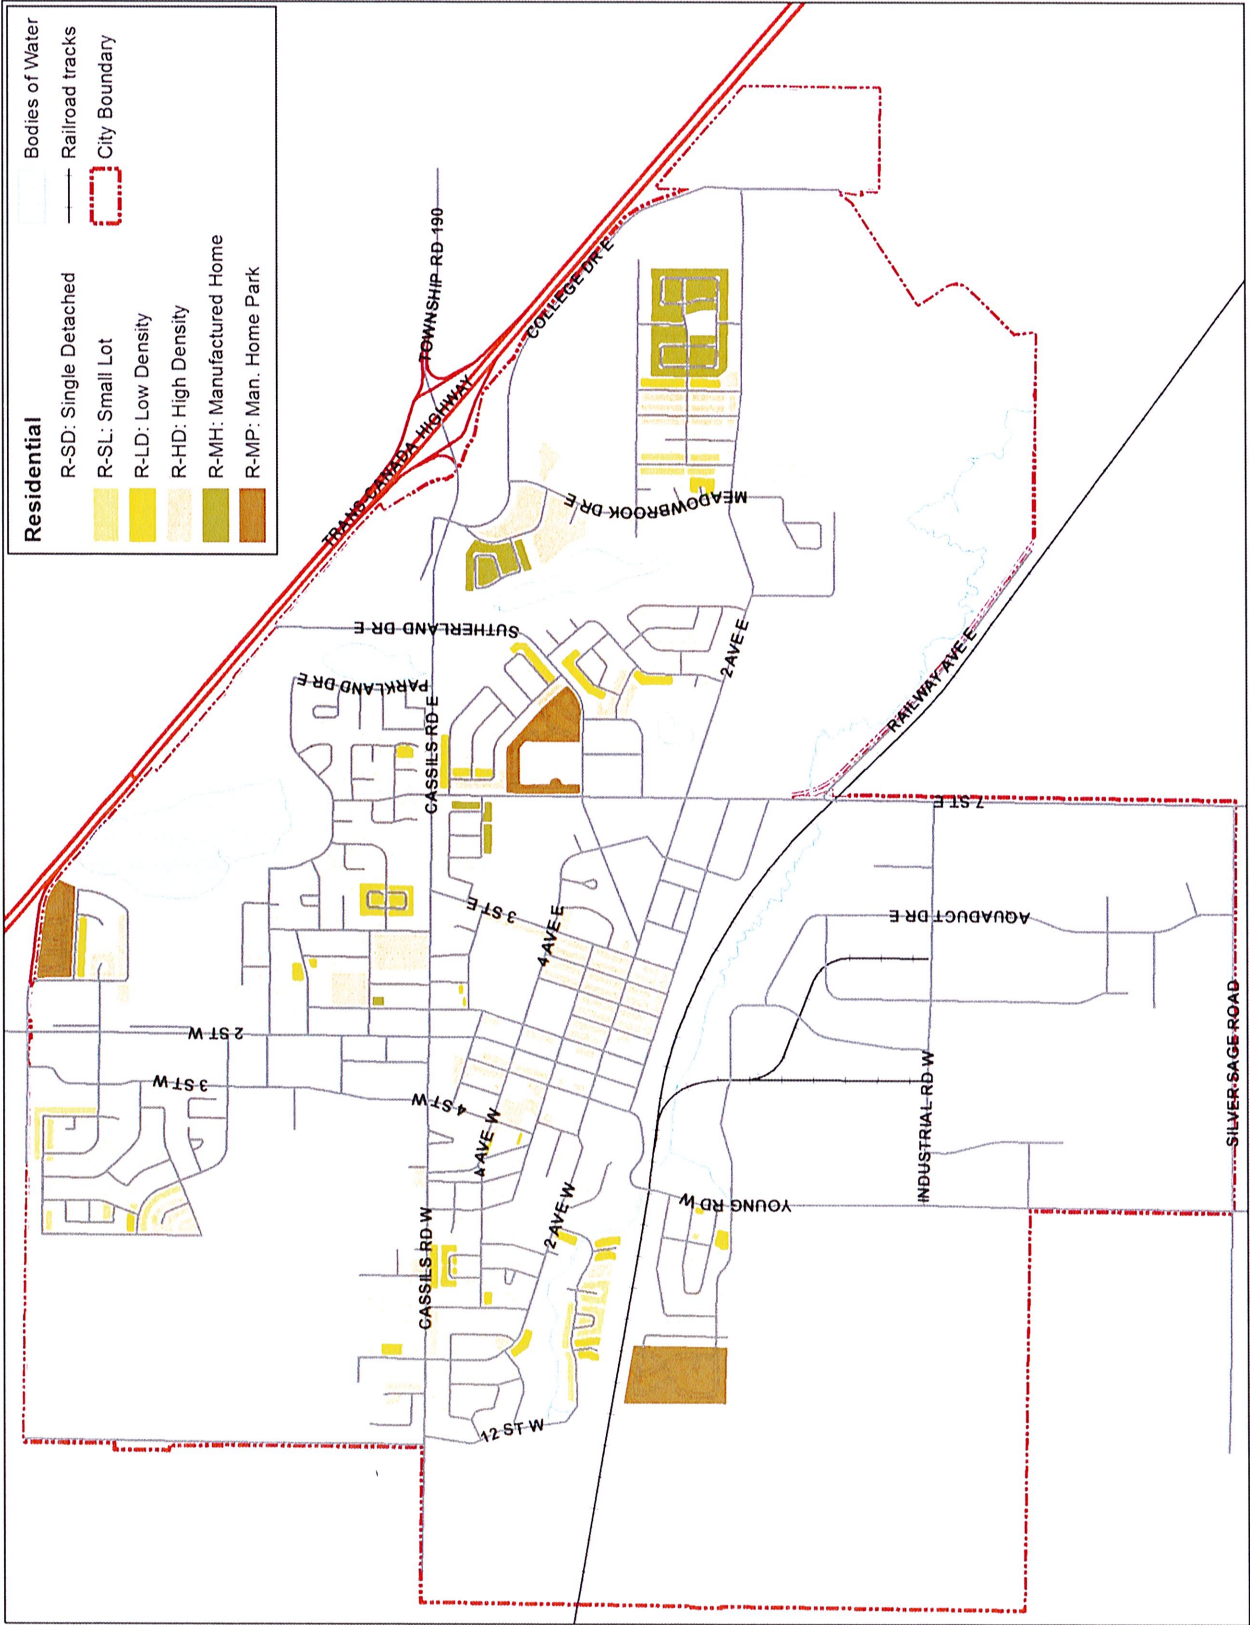 Residential
R-SD: Single Detached
R-SL: Small Lot
R-LD: Low Density
R-HD: High Density
R-MH: Manufactured Home
R-MP: Man. Home Park
Bodies of Water
Railroad tracks
City Boundary
TRANS-CANADA HIGHWAY
TOWNSHIP RD 190
COLLEGE DR E
MEADOWBROOK DR E
SUTHERLAND DR E
PARKLAND DR E
CASSILS RD E
2 AVE E
RAILWAY AVE E
7 ST E
3 ST E
4 AVE E
AQUADUCT DR E
2 ST W
3 ST W
4 ST W
4 AVE W
2 AVE W
CASSILS RD W
12 ST W
YOUNG RD W
INDUSTRIAL RD W
SILVER SAGE ROAD